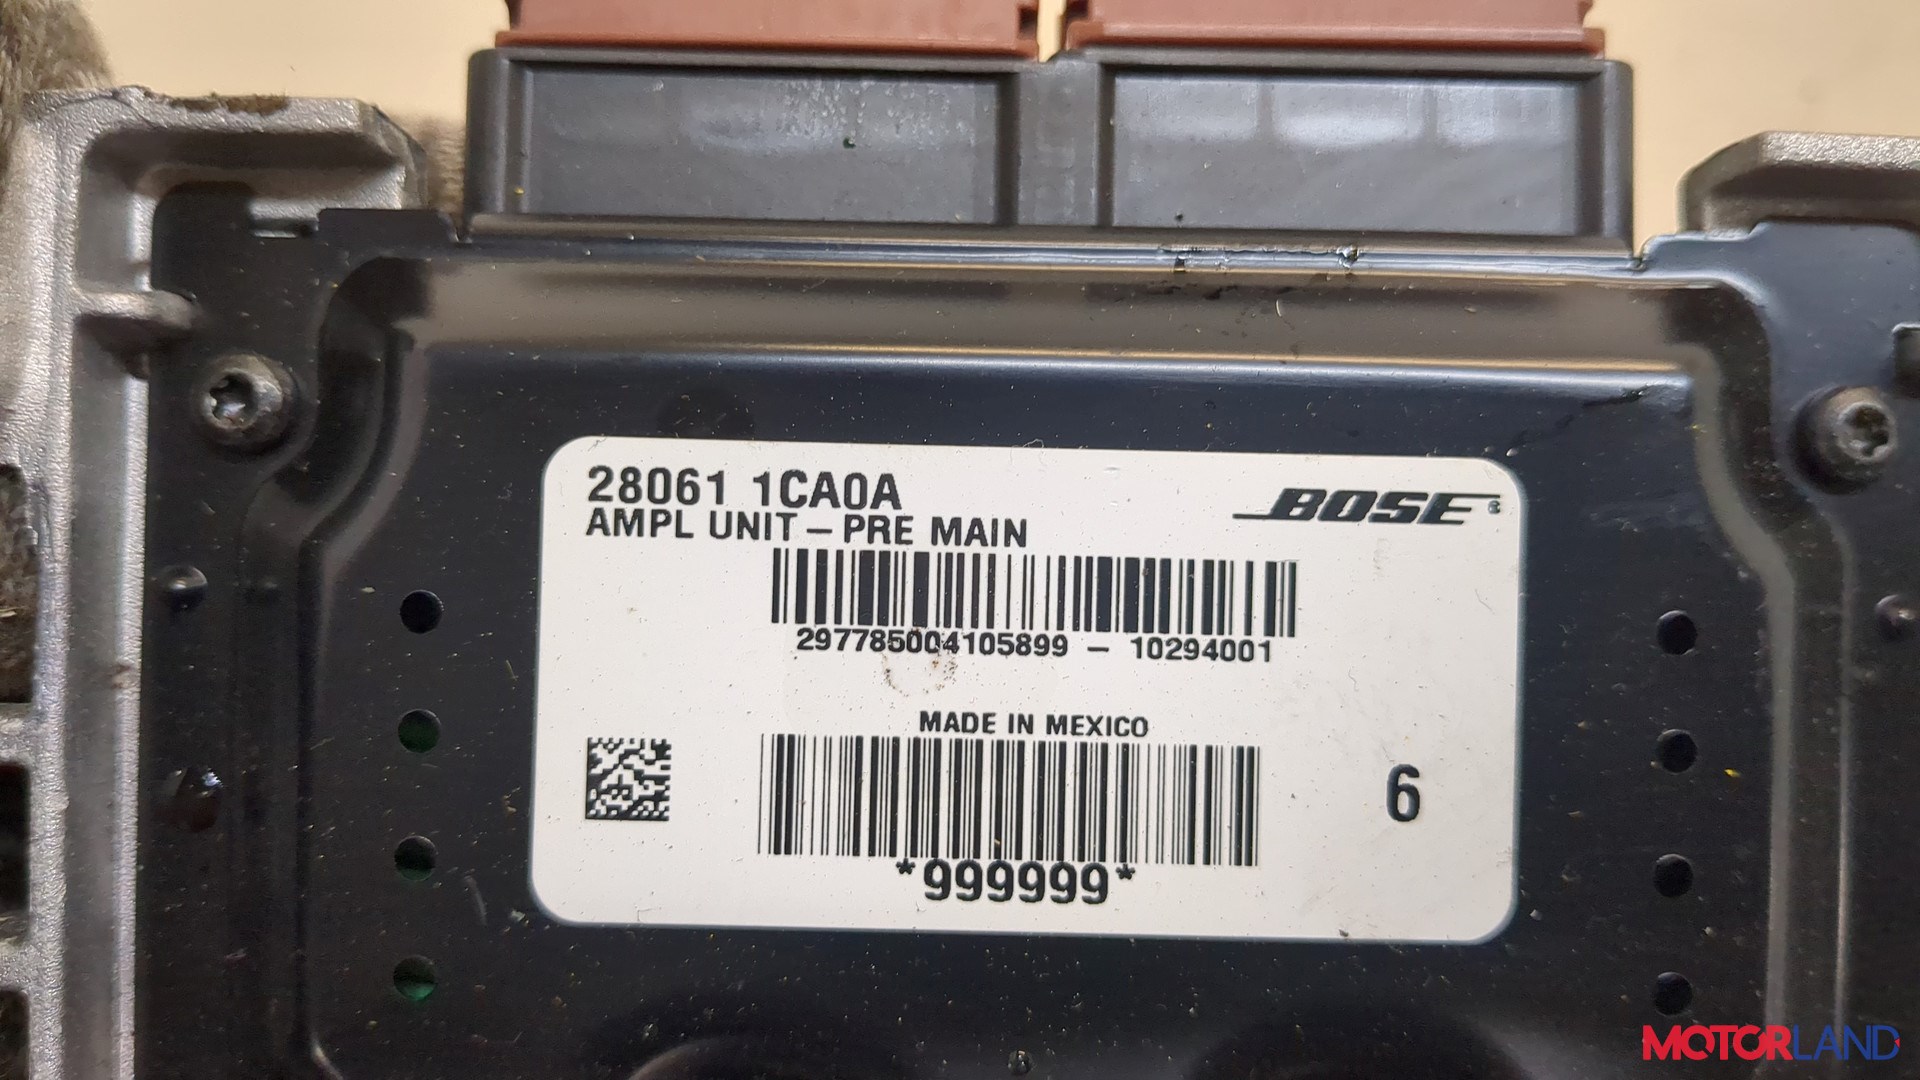 28061 1CA0A
BOSE®
AMPL UNIT – PRE MAIN
297785004105899 – 10294001
MADE IN MEXICO
6
*999999*
MOTORLAND